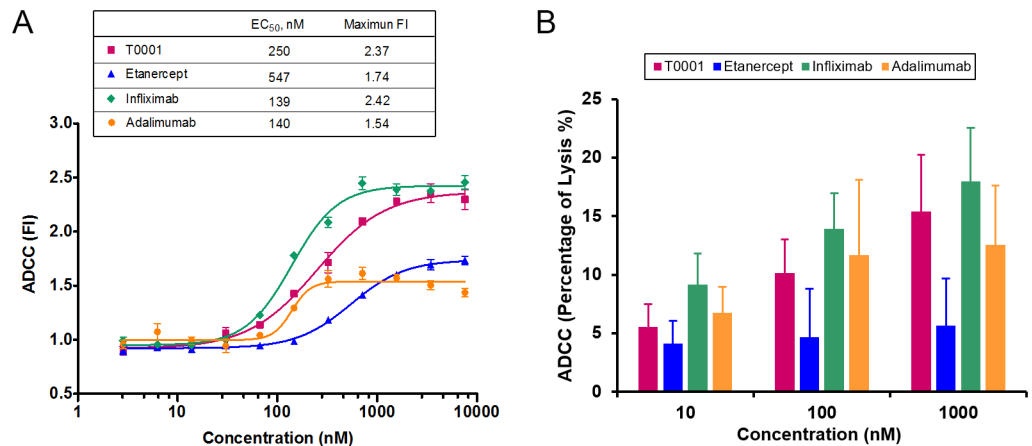 A
EC50, nM Maximun FI
T0001 250 2.37
Etanercept 547 1.74
Infliximab 139 2.42
Adalimumab 140 1.54
ADCC (FI)
3.0
2.5
2.0
1.5
1.0
0.5
1 10 100 1000 10000
Concentration (nM)
B
T0001 Etanercept Infliximab Adalimumab
ADCC (Percentage of Lysis %)
25
20
15
10
5
0
10 100 1000
Concentration (nM)